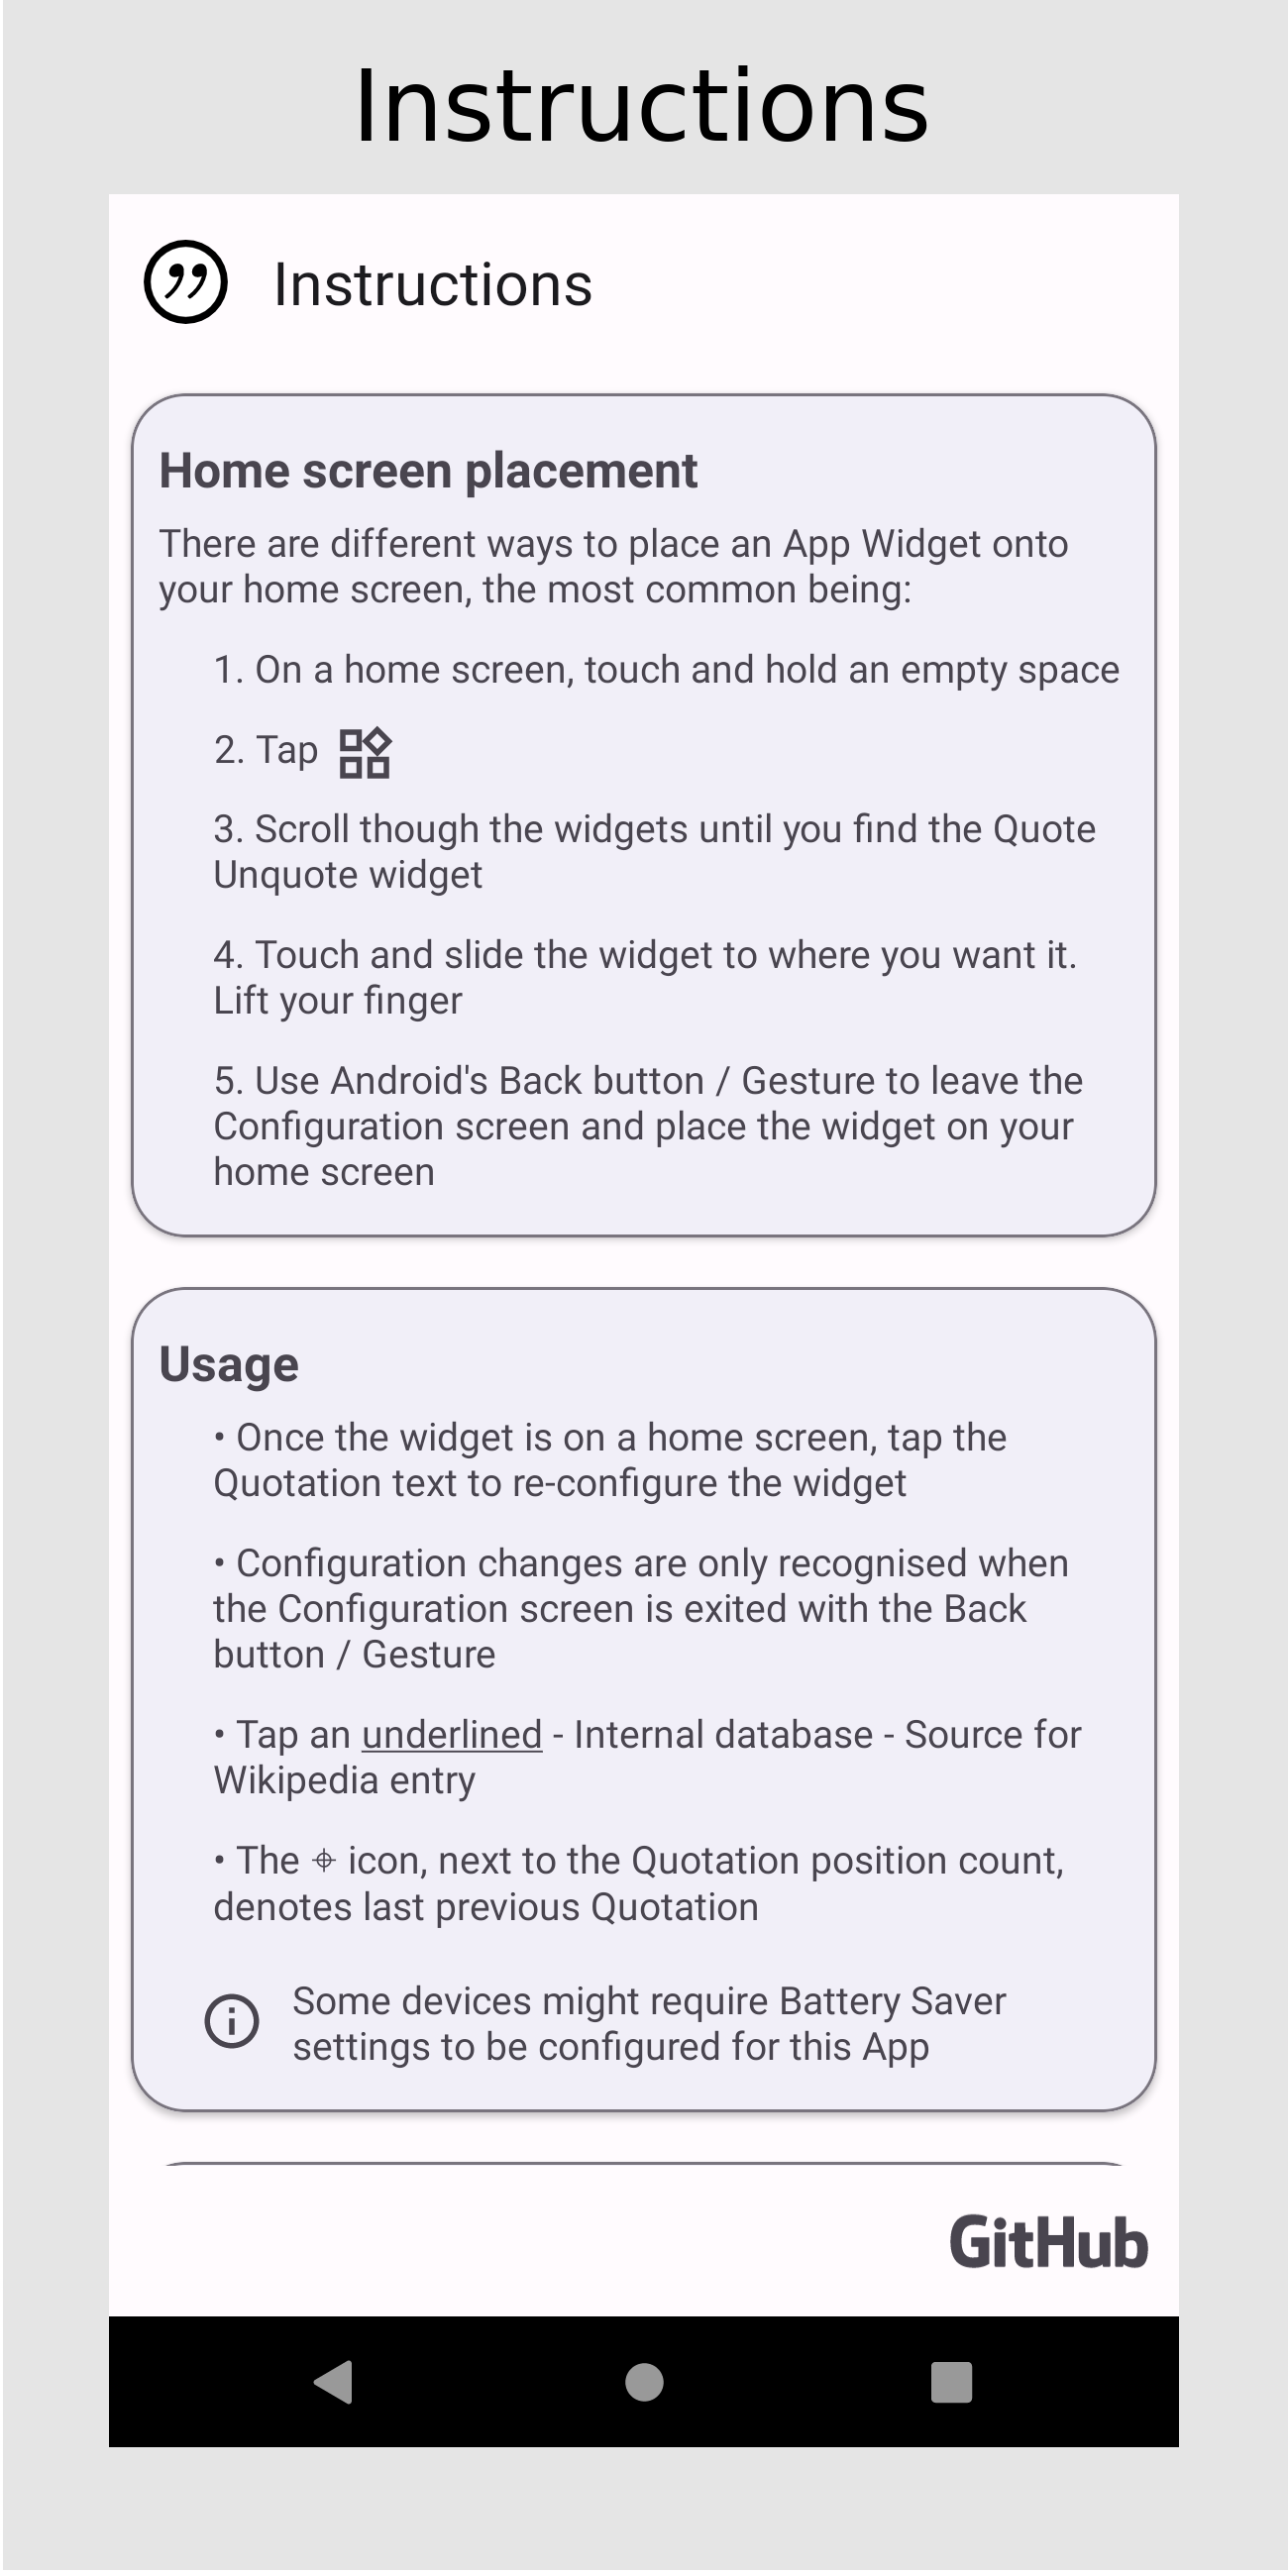 Instructions
Instructions
Home screen placement
There are different ways to place an App Widget onto
your home screen, the most common being:
1. On a home screen, touch and hold an empty space
2. Tap
3. Scroll though the widgets until you find the Quote
Unquote widget
4. Touch and slide the widget to where you want it.
Lift your finger
5. Use Android's Back button / Gesture to leave the
Configuration screen and place the widget on your
home screen
Usage
• Once the widget is on a home screen, tap the
Quotation text to re-configure the widget
• Configuration changes are only recognised when
the Configuration screen is exited with the Back
button / Gesture
• Tap an underlined - Internal database - Source for
Wikipedia entry
• The ⌖ icon, next to the Quotation position count,
denotes last previous Quotation
Some devices might require Battery Saver
settings to be configured for this App
GitHub